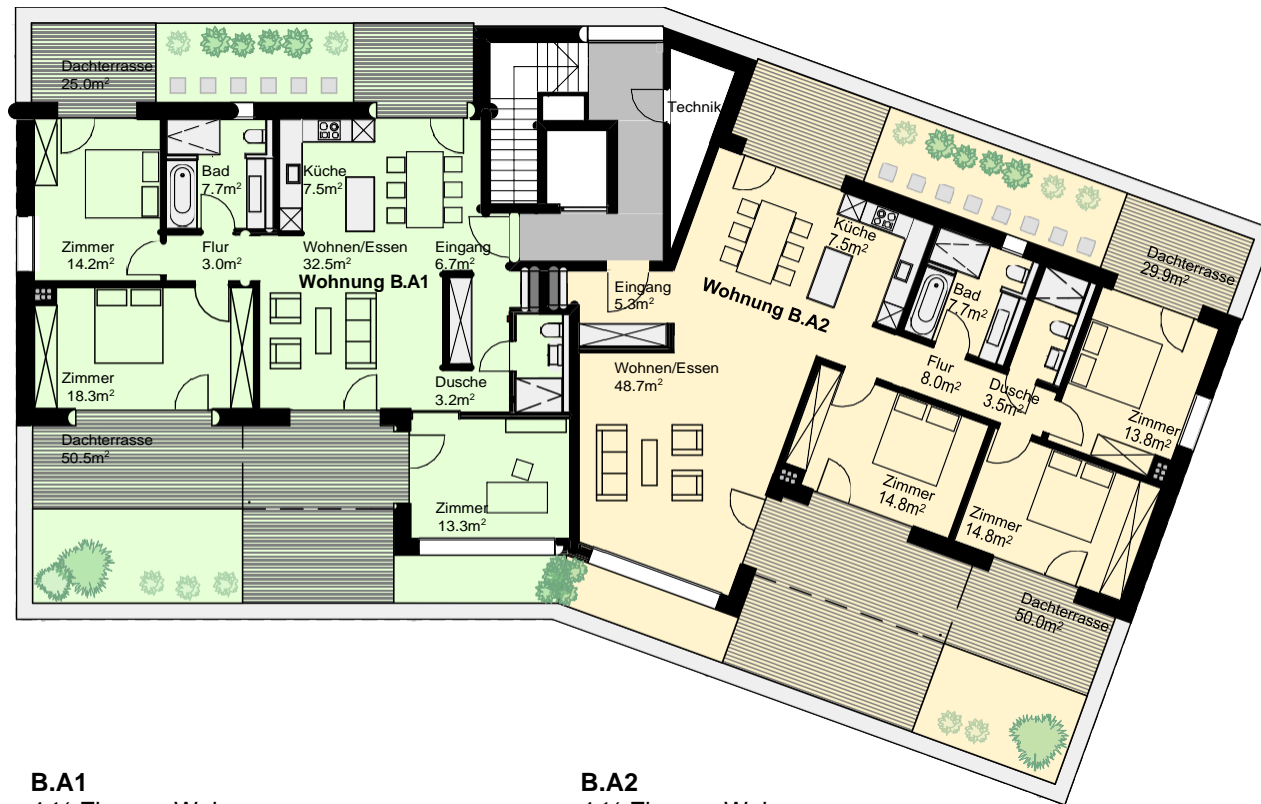 Dachterrasse
25.0m²
Technik
Bad
7.7m²
Küche
7.5m²
Zimmer
14.2m²
Flur
3.0m²
Wohnen/Essen
32.5m²
Eingang
6.7m²
Wohnung B.A1
Zimmer
18.3m²
Dusche
3.2m²
Dachterrasse
50.5m²
Zimmer
13.3m²
Küche
7.5m²
Dachterrasse
29.9m²
Eingang
5.3m²
Wohnung B.A2
Bad
7.7m²
Wohnen/Essen
48.7m²
Flur
8.0m²
Dusche
3.5m²
Zimmer
13.8m²
Zimmer
14.8m²
Zimmer
14.8m²
Dachterrasse
50.0m²
B.A1
B.A2